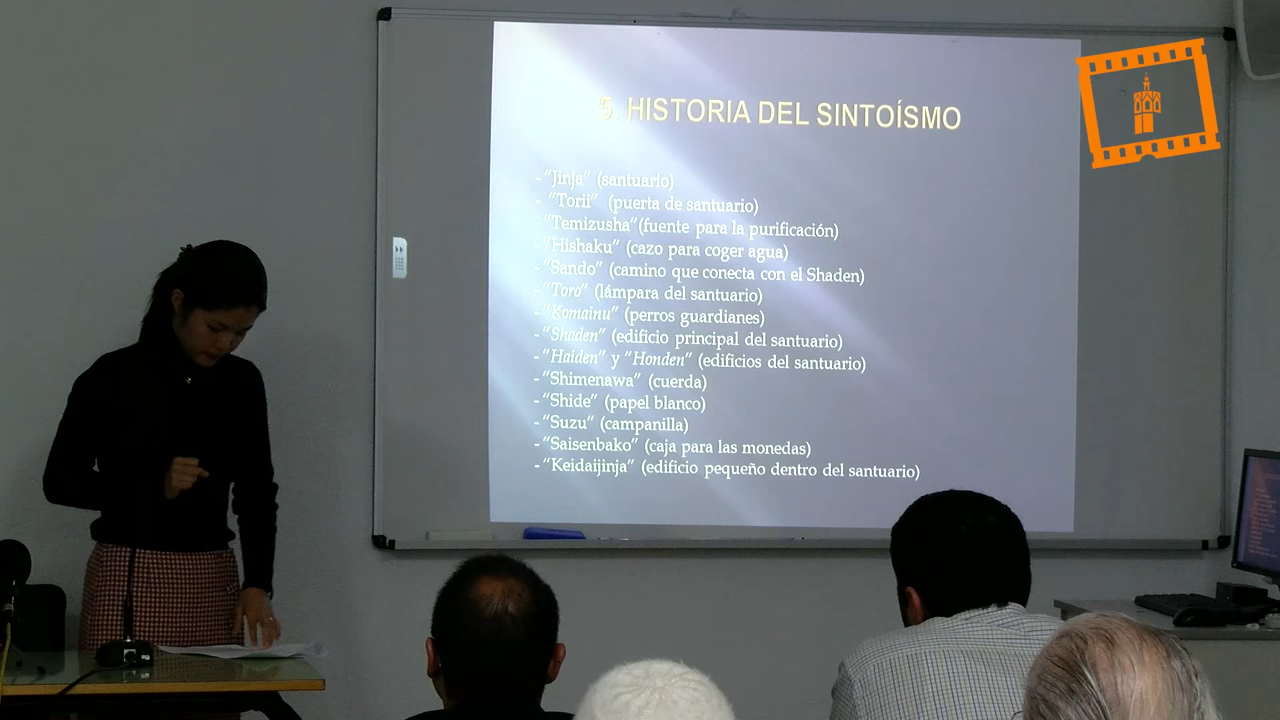 5. HISTORIA DEL SINTOÍSMO
-"Jinja" (santuario)
- "Torii" (puerta de santuario)
-"Temizusha"(fuente para la purificación)
-"Hishaku" (cazo para coger agua)
-"Sando" (camino que conecta con el Shaden)
-"Toro" (lámpara del santuario)
-"Komainu" (perros guardianes)
-"Shaden" (edificio principal del santuario)
-"Haiden" y "Honden" (edificios del santuario)
-"Shimenawa" (cuerda)
-"Shide" (papel blanco)
-"Suzu" (campanilla)
-"Saisenbako" (caja para las monedas)
-"Keidaijinja" (edificio pequeño dentro del santuario)